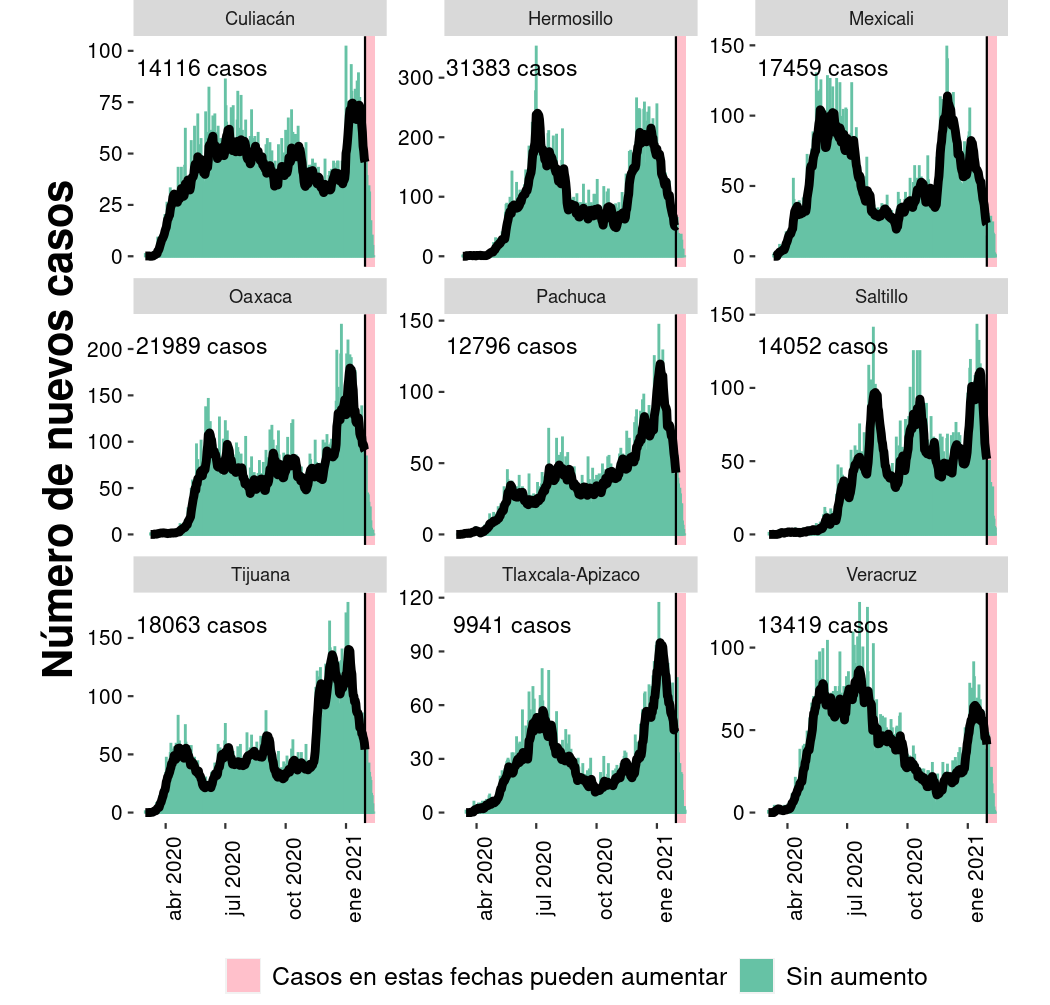 Número de nuevos casos
Culiacán
Hermosillo
Mexicali
100
75
50
25
0
14116 casos
300
200
100
0
31383 casos
150
100
50
0
17459 casos
Oaxaca
Pachuca
Saltillo
200
150
100
50
0
21989 casos
150
100
50
0
12796 casos
150
100
50
0
14052 casos
Tijuana
Tlaxcala-Apizaco
Veracruz
150
100
50
0
18063 casos
120
90
60
30
0
9941 casos
100
50
0
13419 casos
abr 2020
jul 2020
oct 2020
ene 2021
abr 2020
jul 2020
oct 2020
ene 2021
abr 2020
jul 2020
oct 2020
ene 2021
Casos en estas fechas pueden aumentar
Sin aumento